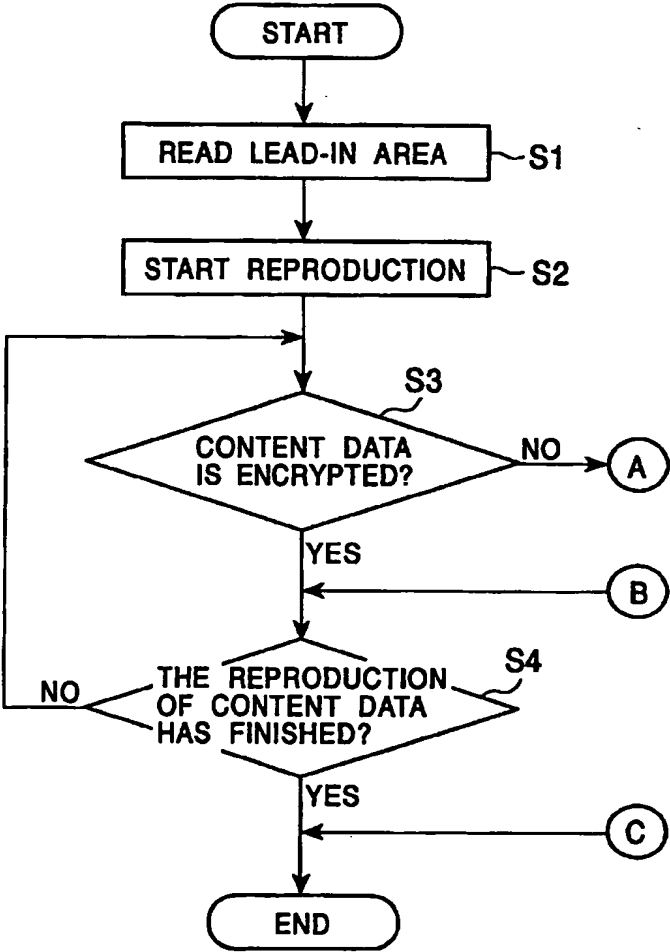 START
READ LEAD-IN AREA
S1
START REPRODUCTION
S2
S3
CONTENT DATA
IS ENCRYPTED?
NO
A
YES
B
S4
THE REPRODUCTION
OF CONTENT DATA
HAS FINISHED?
NO
YES
C
END